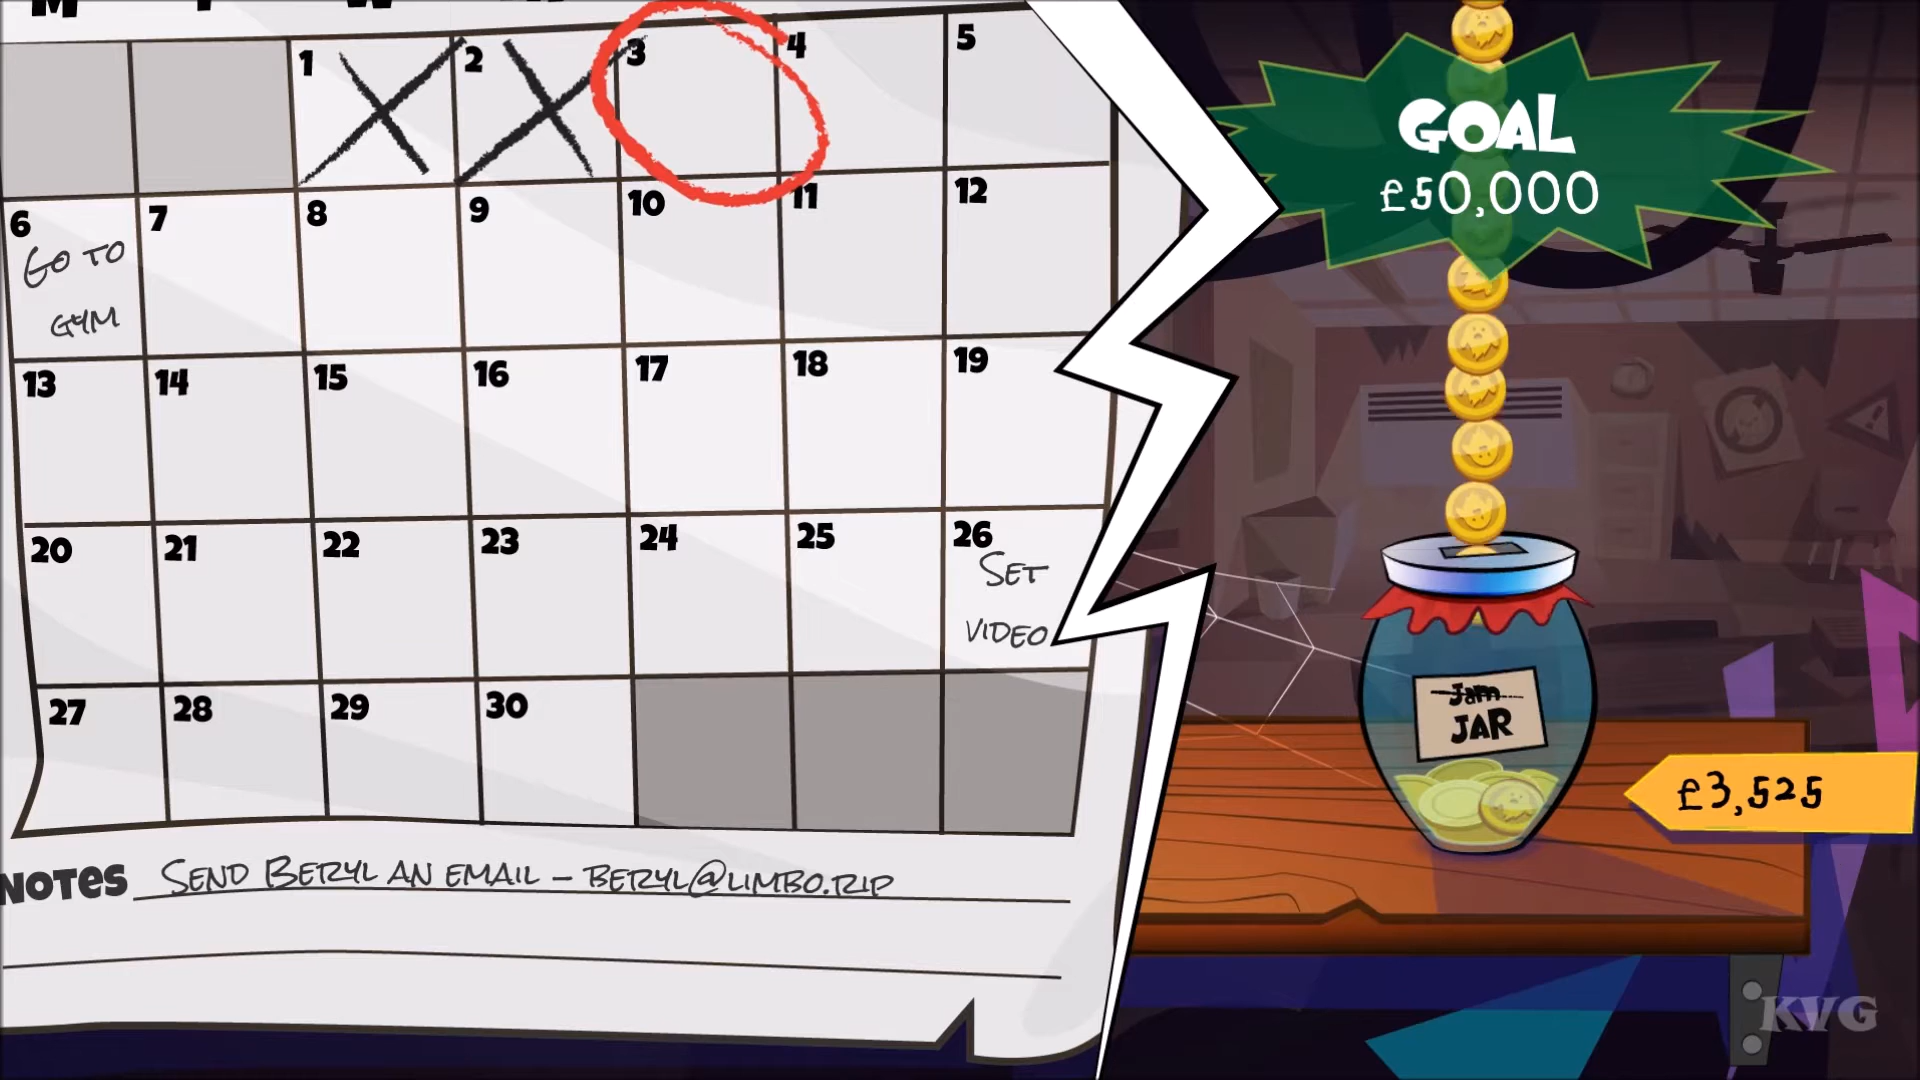 M T W
1 2 3 4 5
6 7 8 9 10 11 12
GO TO
GYM
13 14 15 16 17 18 19
20 21 22 23 24 25 26
SET
VIDEO
27 28 29 30
NOTES SEND BERYL AN EMAIL – BERYL@LIMBO.RIP
GOAL
£50,000
Jam
JAR
£3,525
KVG